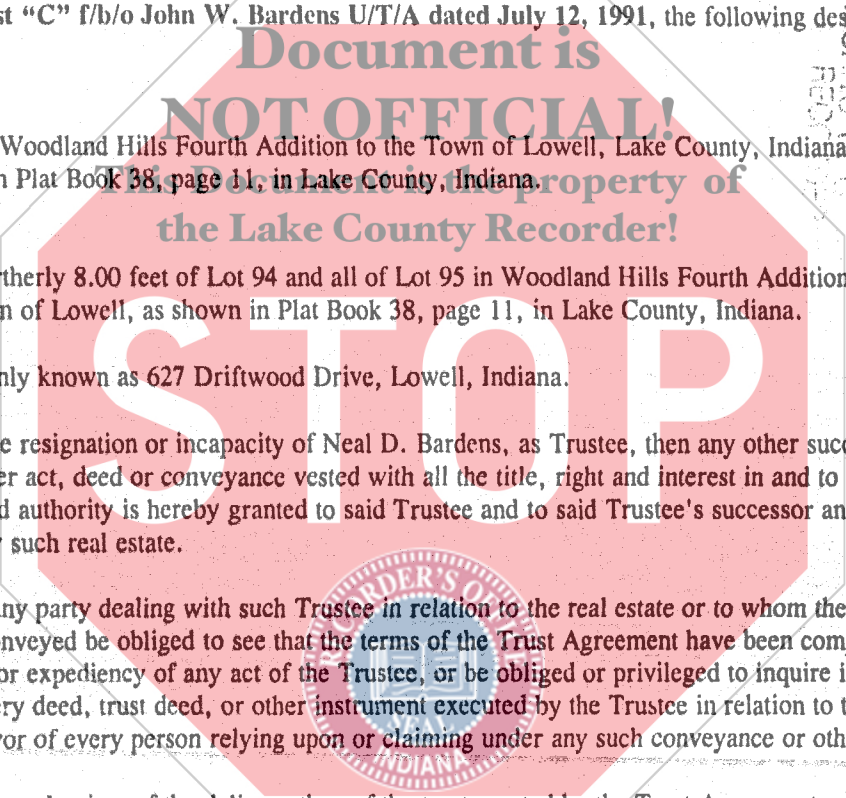 st “C” f/b/o John W. Bardens U/T/A dated July 12, 1991, the following des
Document is
NOT OFFICIAL!
Woodland Hills Fourth Addition to the Town of Lowell, Lake County, Indiana
n Plat Book 38, page 11, in Lake County, Indiana.
This Document is the property of
the Lake County Recorder!
rtherly 8.00 feet of Lot 94 and all of Lot 95 in Woodland Hills Fourth Addition
n of Lowell, as shown in Plat Book 38, page 11, in Lake County, Indiana.
STOP
nly known as 627 Driftwood Drive, Lowell, Indiana.
e resignation or incapacity of Neal D. Bardens, as Trustee, then any other succ
er act, deed or conveyance vested with all the title, right and interest in and to
d authority is hereby granted to said Trustee and to said Trustee's successor an
y such real estate.
any party dealing with such Trustee in relation to the real estate or to whom the
onveyed be obliged to see that the terms of the Trust Agreement have been com
or expediency of any act of the Trustee, or be obliged or privileged to inquire i
ery deed, trust deed, or other instrument executed by the Trustee in relation to t
vor of every person relying upon or claiming under any such conveyance or oth
RECORDER'S OFFICE
SEAL
INDIANA